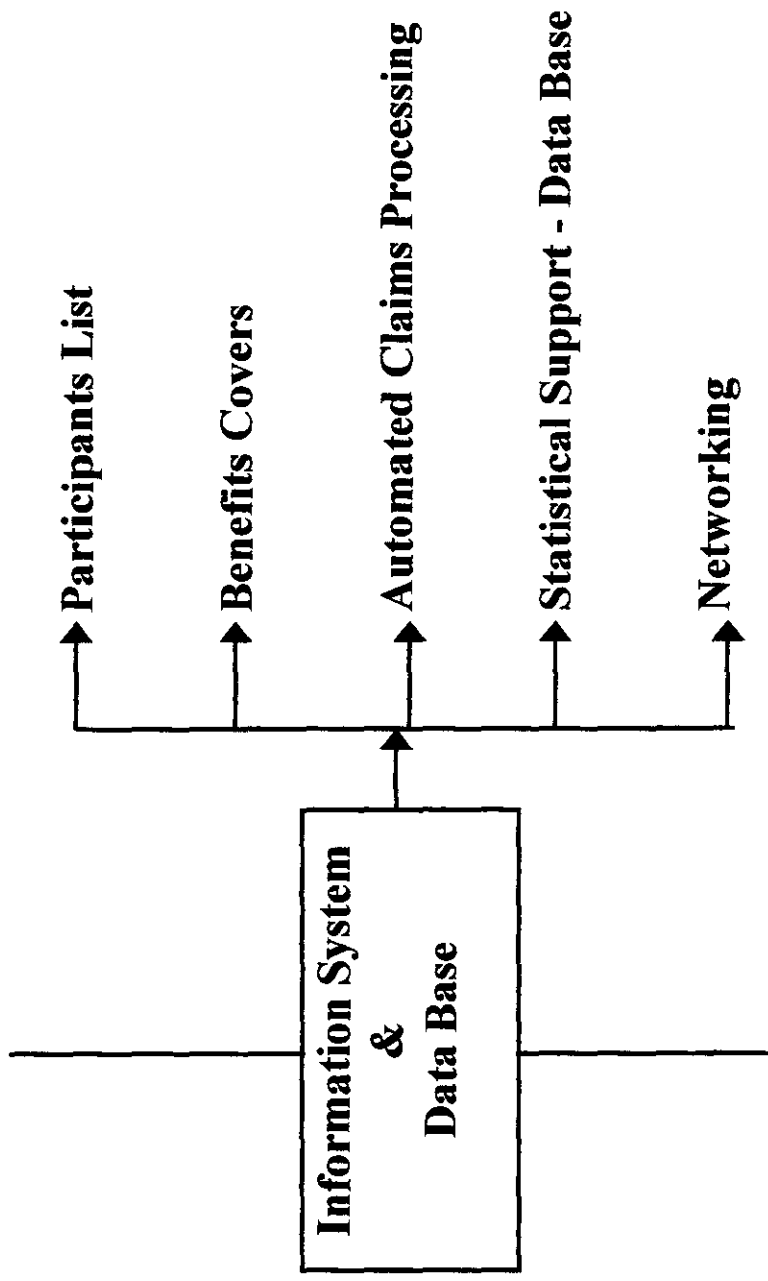 Information System
&
Data Base
Participants List
Benefits Covers
Automated Claims Processing
Statistical Support - Data Base
Networking